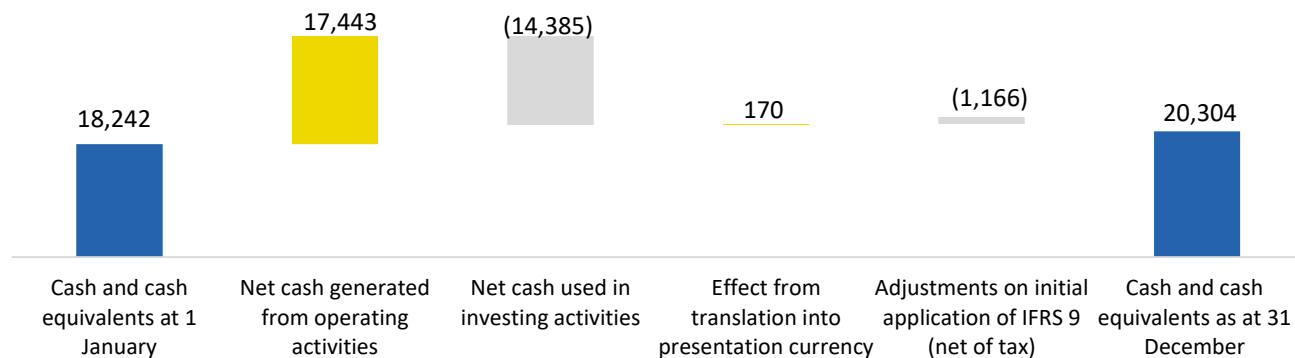 17,443
(14,385)
18,242
170
(1,166)
20,304
Cash and cash
equivalents at 1
January
Net cash generated
from operating
activities
Net cash used in
investing activities
Effect from
translation into
presentation currency
Adjustments on initial
application of IFRS 9
(net of tax)
Cash and cash
equivalents as at 31
December